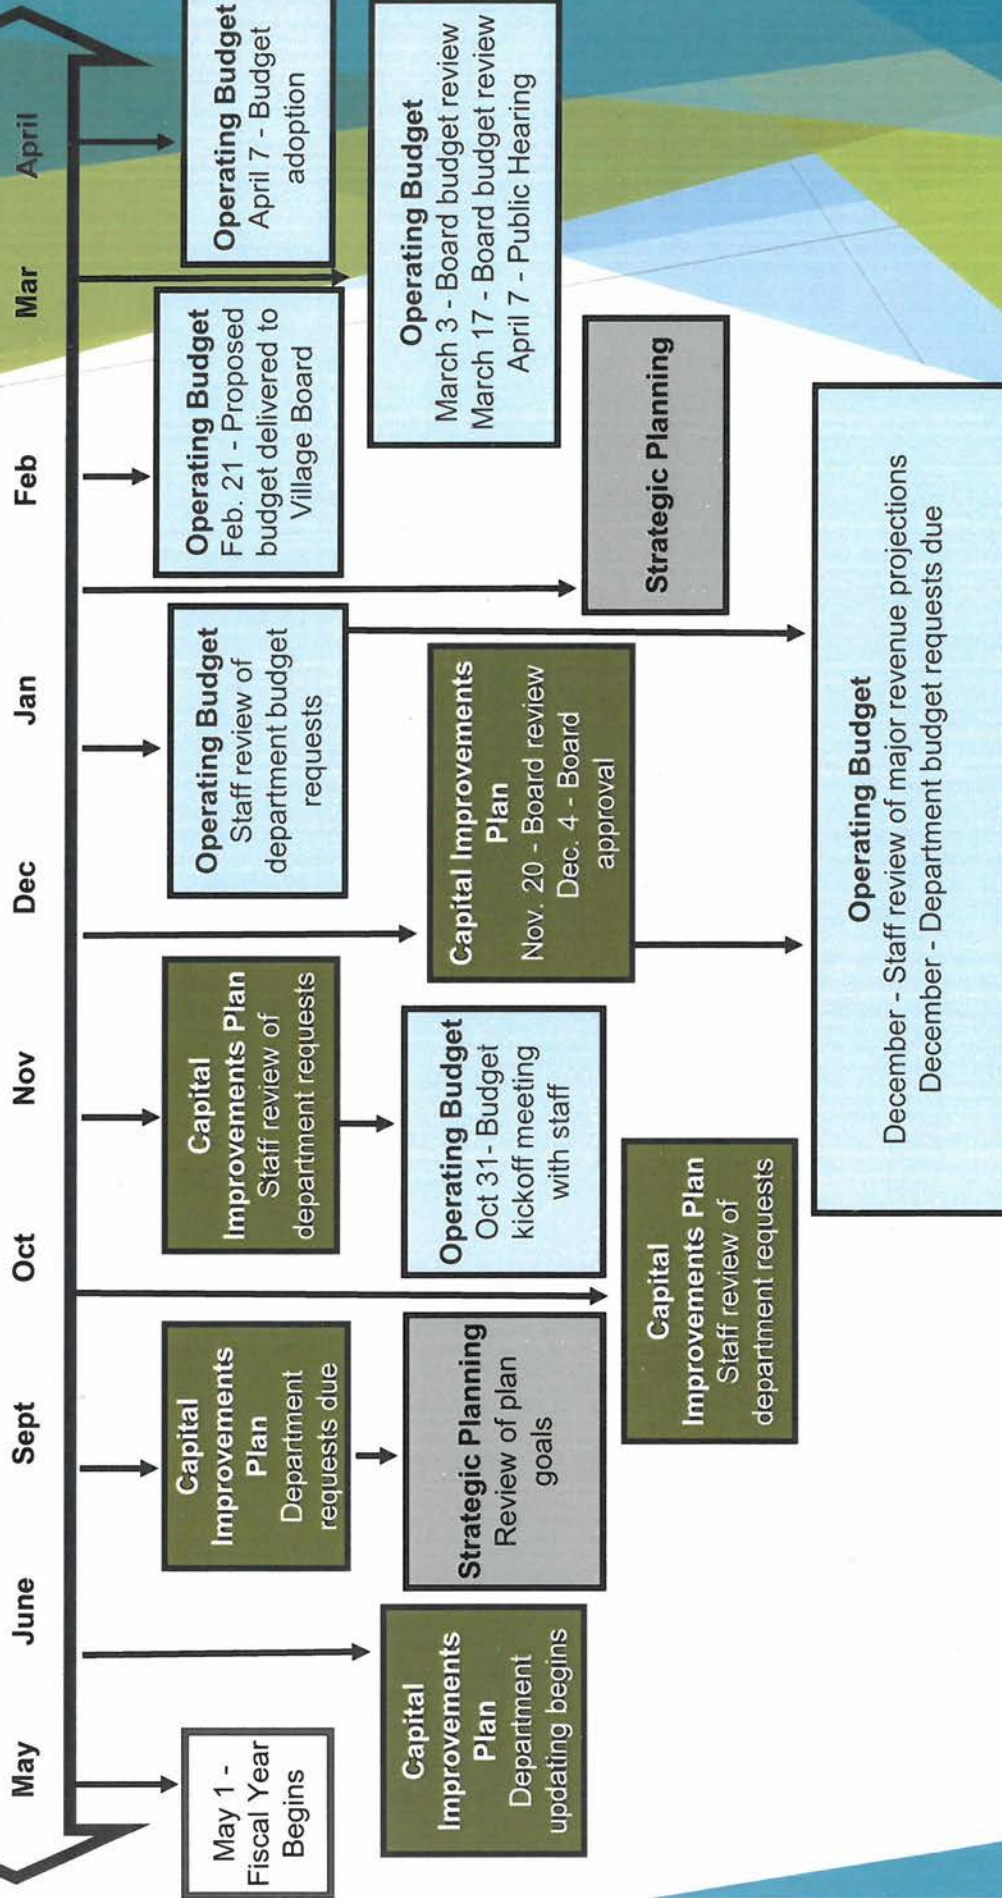 May
June
Sept
Oct
Nov
Dec
Jan
Feb
Mar
April
May 1 -
Fiscal Year
Begins
Capital
Improvements
Plan
Department
updating begins
Capital
Improvements
Plan
Department
requests due
Strategic Planning
Review of plan
goals
Capital
Improvements Plan
Staff review of
department requests
Capital
Improvements Plan
Staff review of
department requests
Operating Budget
Oct 31- Budget
kickoff meeting
with staff
Capital Improvements
Plan
Nov. 20 - Board review
Dec. 4 - Board
approval
Operating Budget
Staff review of
department budget
requests
Operating Budget
December - Staff review of major revenue projections
December - Department budget requests due
Strategic Planning
Operating Budget
Feb. 21 - Proposed
budget delivered to
Village Board
Operating Budget
March 3 - Board budget review
March 17 - Board budget review
April 7 - Public Hearing
Operating Budget
April 7 - Budget
adoption